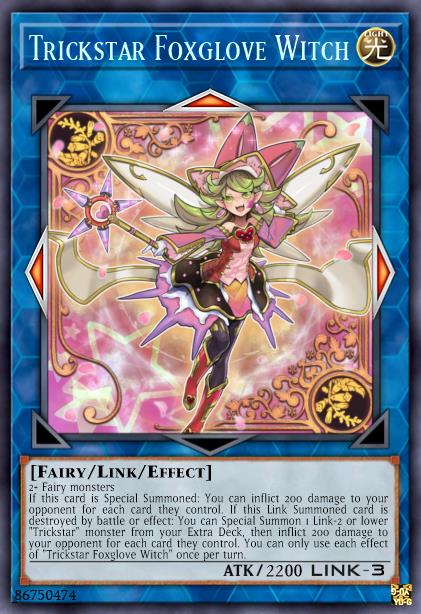 Trickstar Foxglove Witch
LIGHT
光
[Fairy/Link/Effect]
2+ Fairy monsters
If this card is Special Summoned: You can inflict 200 damage to your
opponent for each card they control. If this Link Summoned card is
destroyed by battle or effect: You can Special Summon 1 Link-2 or lower
"Trickstar" monster from your Extra Deck, then inflict 200 damage to
your opponent for each card they control. You can only use each effect
of "Trickstar Foxglove Witch" once per turn.
ATK/2200 LINK-3
86750474